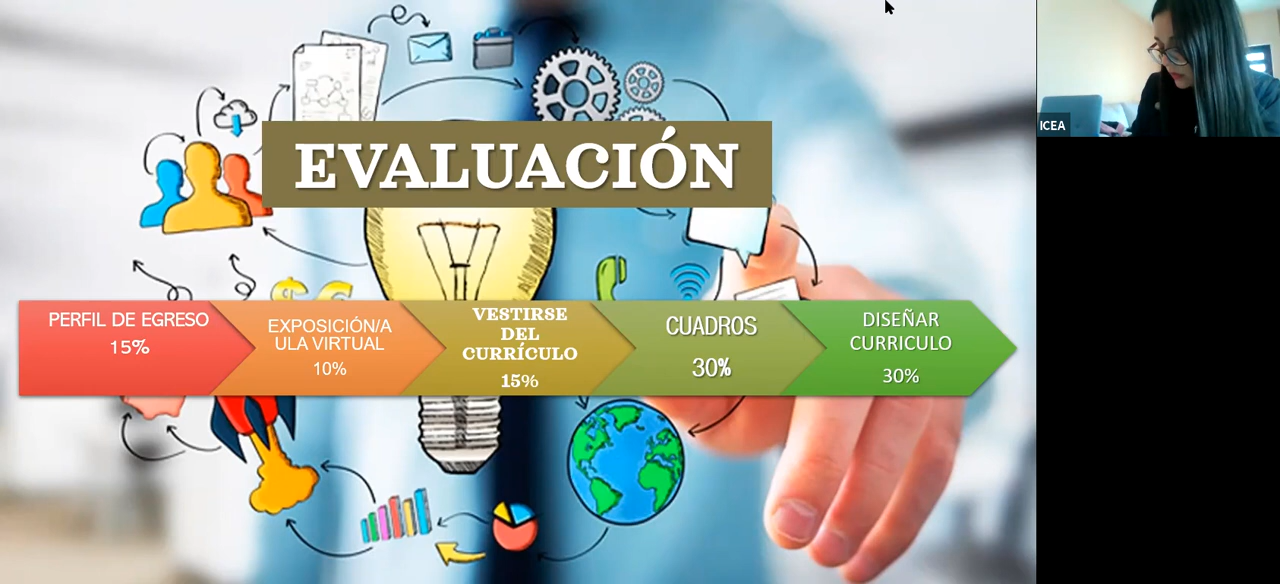 EVALUACIÓN
PERFIL DE EGRESO
15%
EXPOSICIÓN/A
ULA VIRTUAL
10%
VESTIRSE
DEL
CURRÍCULO
15%
CUADROS
30%
DISEÑAR
CURRICULO
30%
ICEA